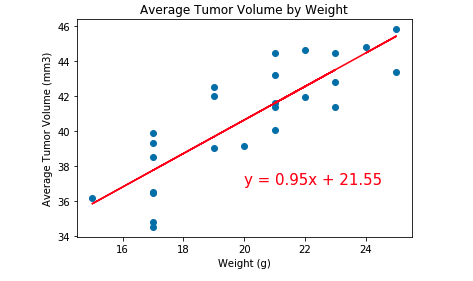 Average Tumor Volume by Weight
46
44
42
40
38
36
34
Average Tumor Volume (mm3)
y = 0.95x + 21.55
16 18 20 22 24
Weight (g)